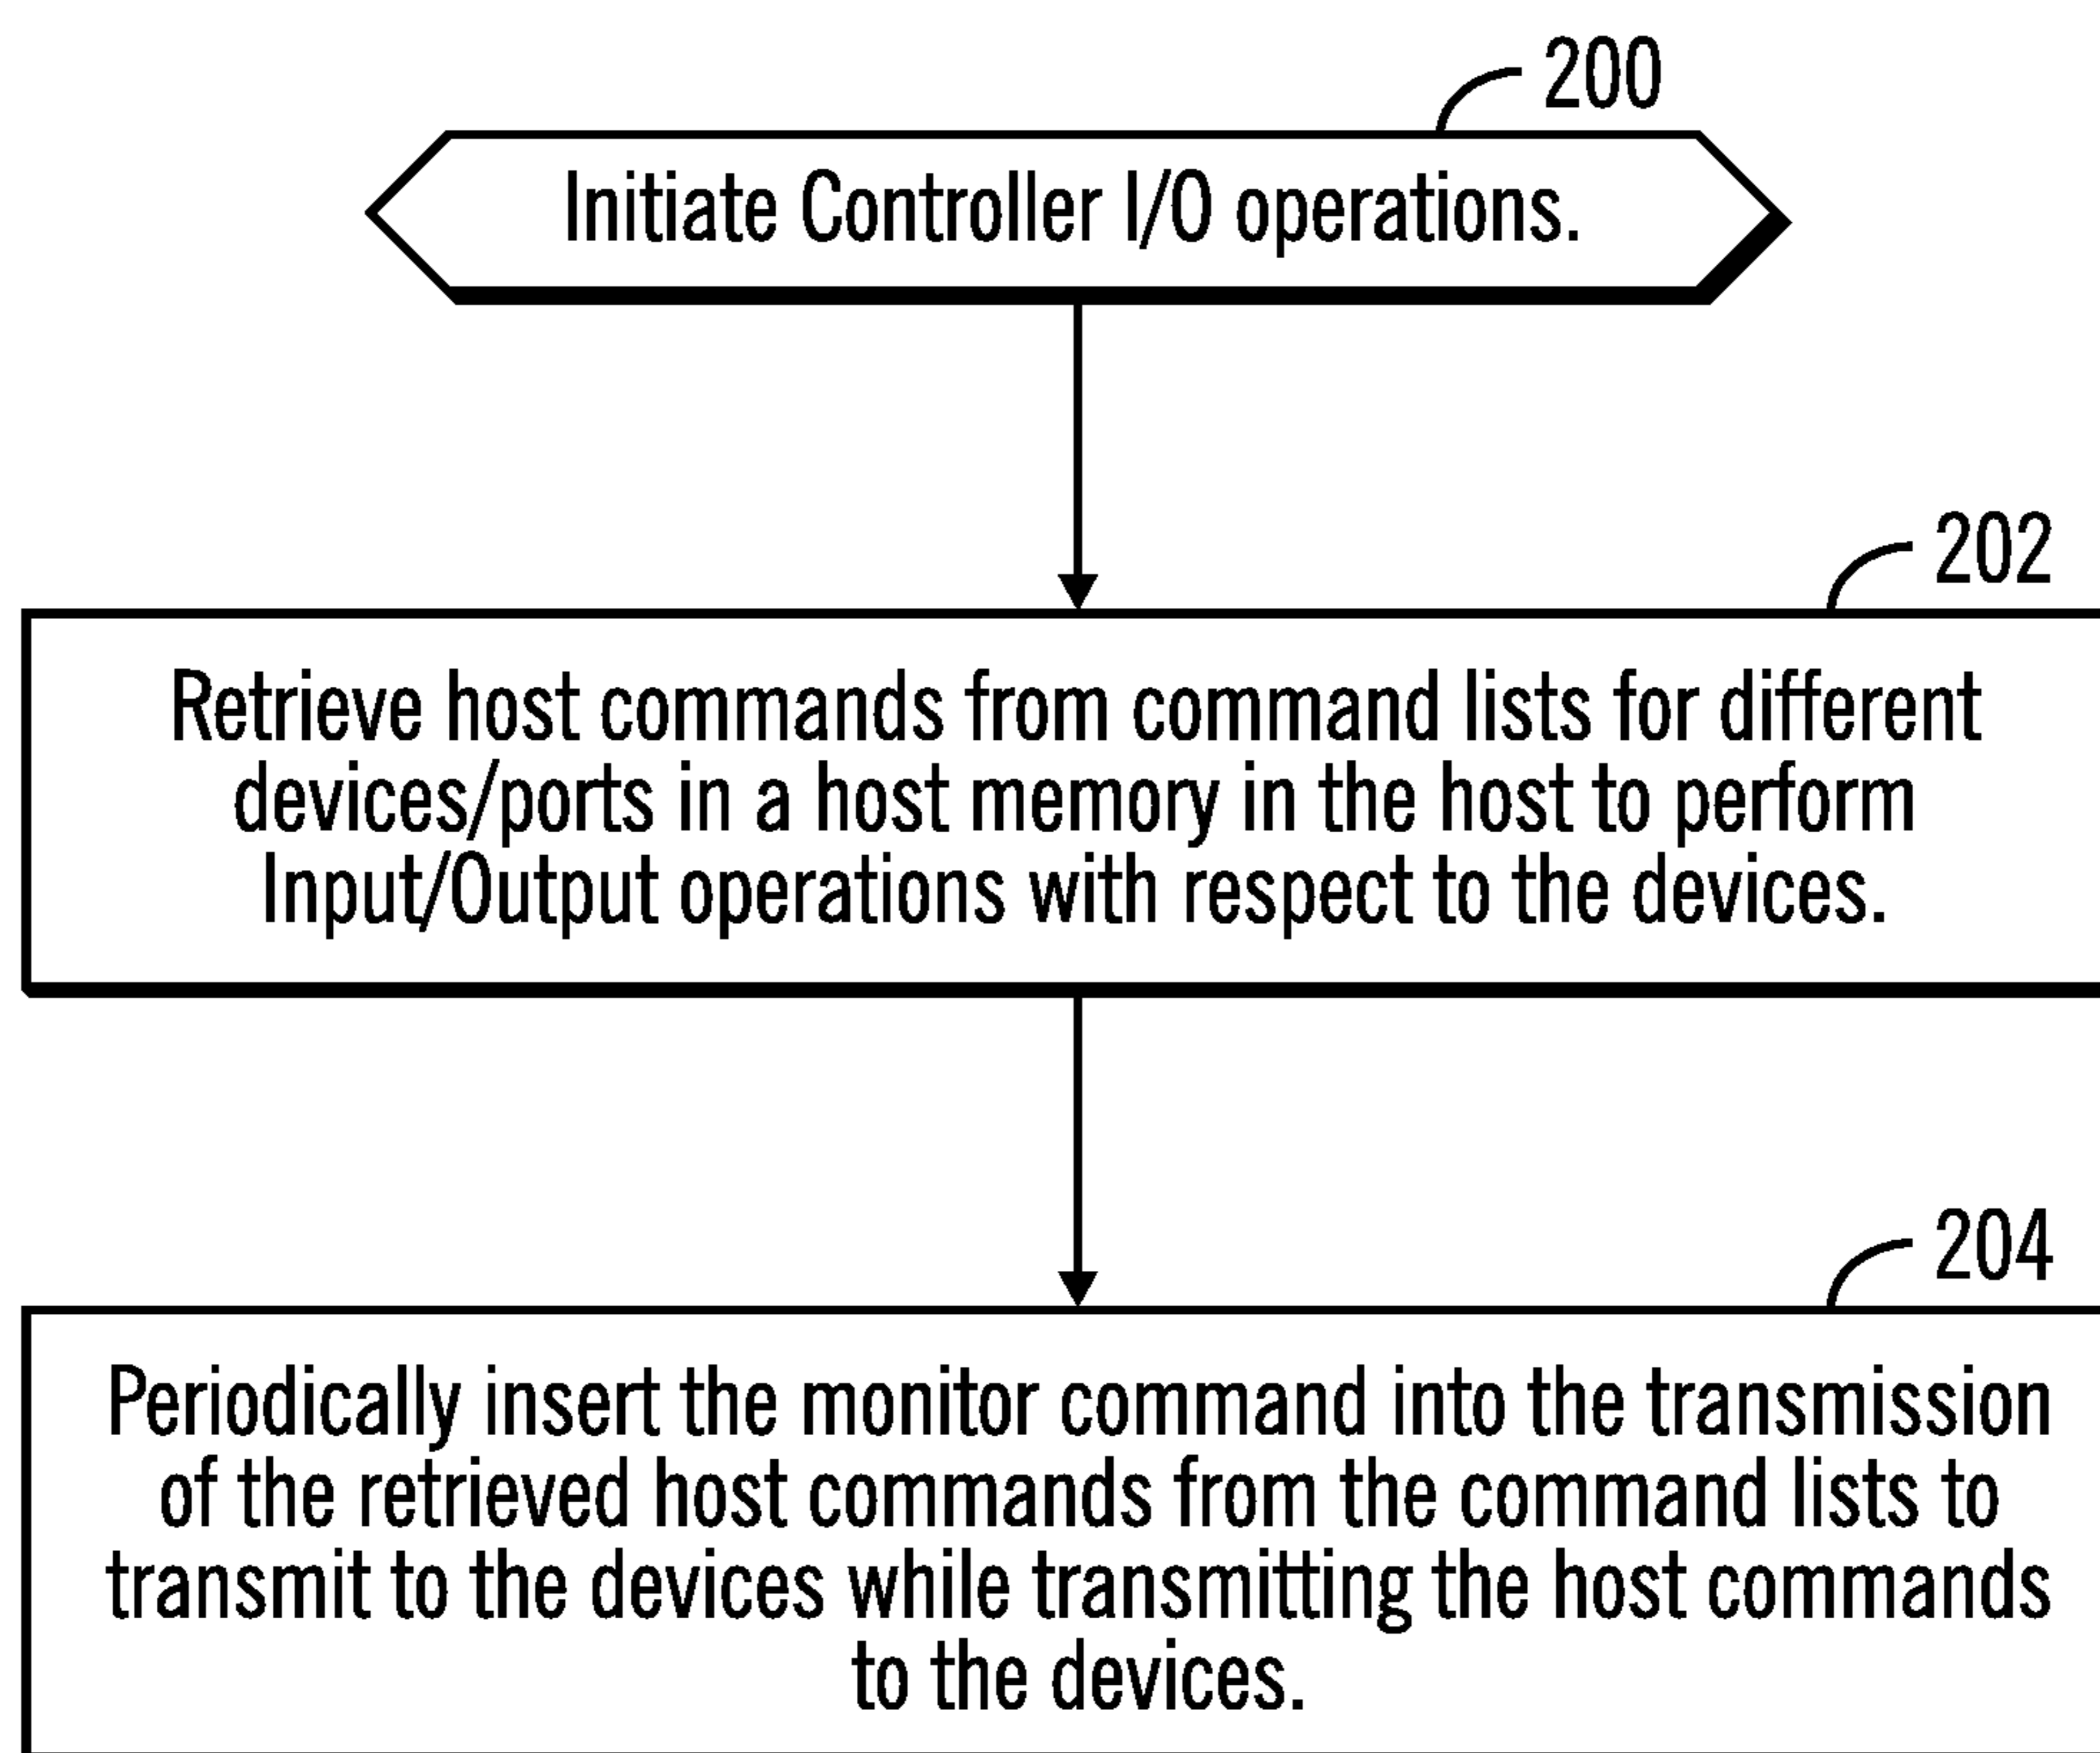 200
Initiate Controller I/O operations.
202
Retrieve host commands from command lists for different
devices/ports in a host memory in the host to perform
Input/Output operations with respect to the devices.
204
Periodically insert the monitor command into the transmission
of the retrieved host commands from the command lists to
transmit to the devices while transmitting the host commands
to the devices.